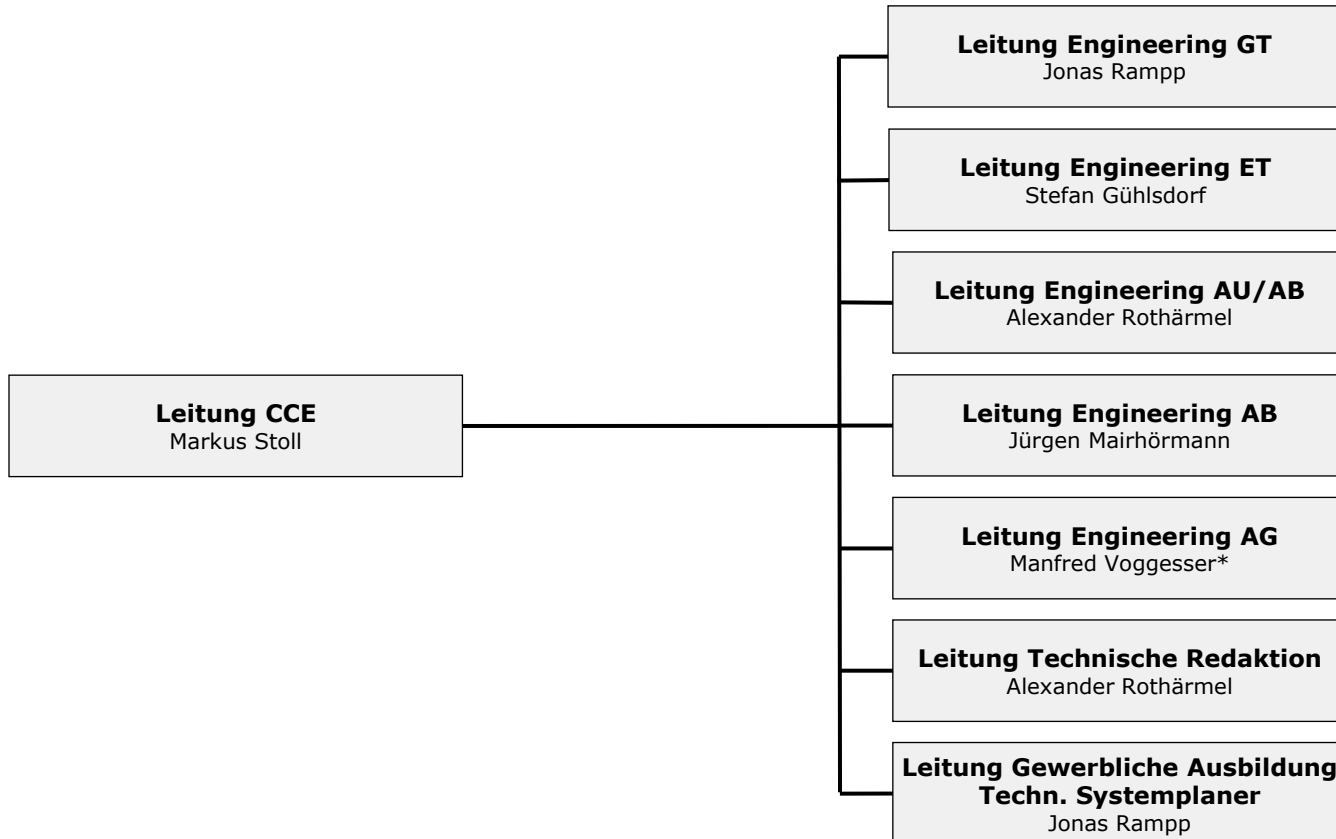 Leitung Engineering GT
Jonas Rampp
Leitung Engineering ET
Stefan Gühlsdorf
Leitung Engineering AU/AB
Alexander Rothärmel
Leitung CCE
Markus Stoll
Leitung Engineering AB
Jürgen Mairhörmann
Leitung Engineering AG
Manfred Voggesser*
Leitung Technische Redaktion
Alexander Rothärmel
Leitung Gewerbliche Ausbildung
Techn. Systemplaner
Jonas Rampp